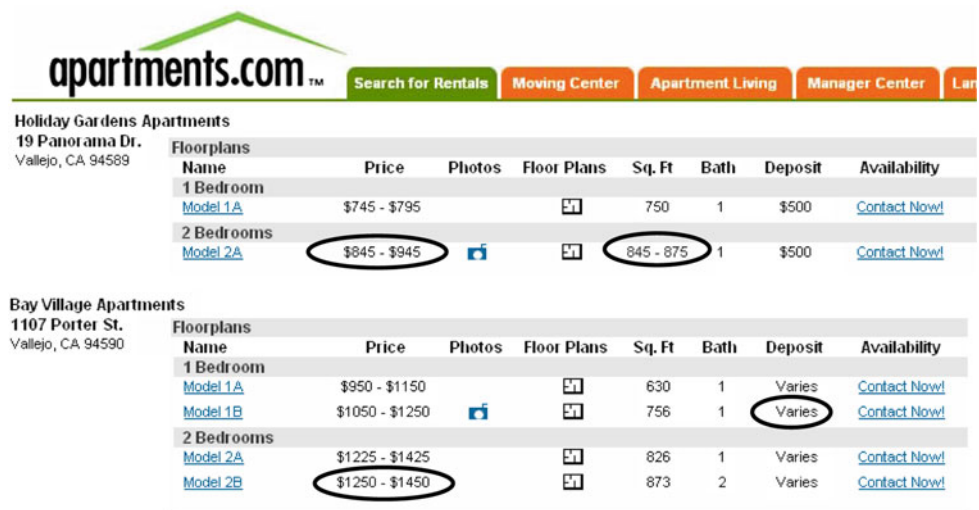 apartments.com ™
Search for Rentals Moving Center Apartment Living Manager Center Lan
Holiday Gardens Apartments
19 Panorama Dr.
Vallejo, CA 94589
Floorplans
Name Price Photos Floor Plans Sq. Ft Bath Deposit Availability
1 Bedroom
Model 1A $745 - $795 750 1 $500 Contact Now!
2 Bedrooms
Model 2A $845 - $945 845 - 875 1 $500 Contact Now!
Bay Village Apartments
1107 Porter St.
Vallejo, CA 94590
Floorplans
Name Price Photos Floor Plans Sq. Ft Bath Deposit Availability
1 Bedroom
Model 1A $950 - $1150 630 1 Varies Contact Now!
Model 1B $1050 - $1250 756 1 Varies Contact Now!
2 Bedrooms
Model 2A $1225 - $1425 826 1 Varies Contact Now!
Model 2B $1250 - $1450 873 2 Varies Contact Now!